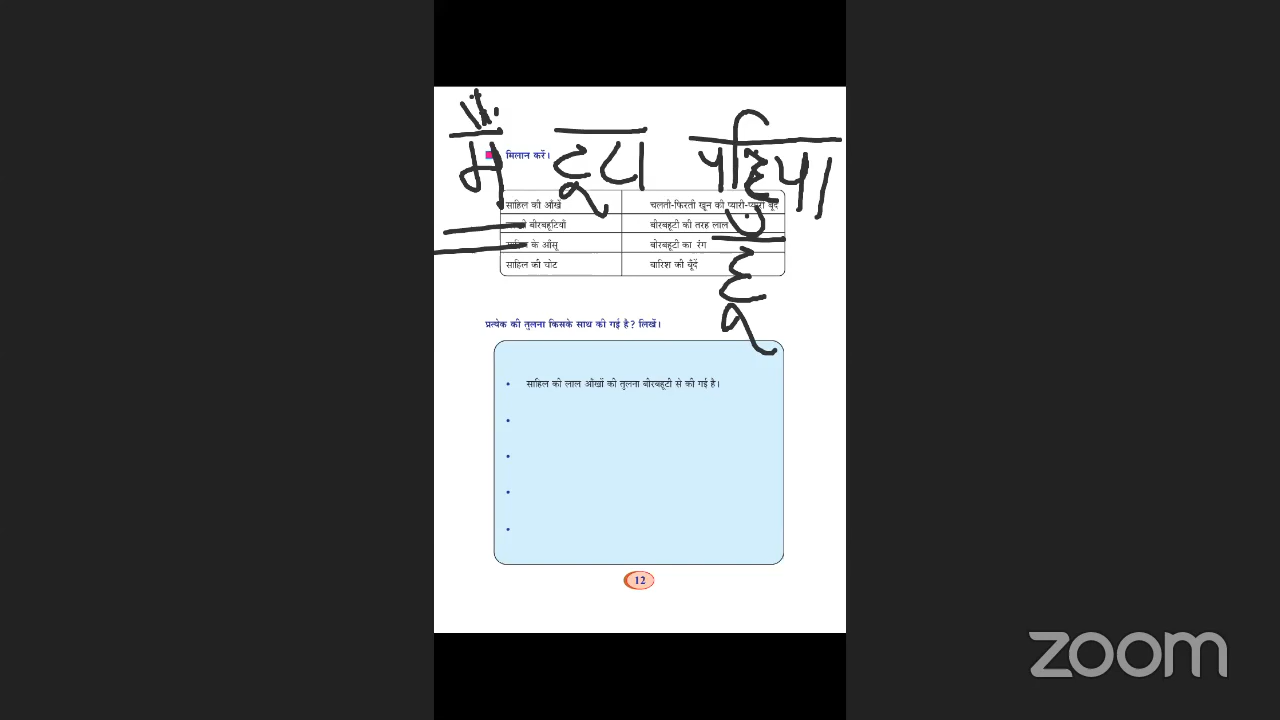 मैं टूटा पहिया
मिलान करें।
साहिल की आँखें चलती-फिरती खून की प्यारी-प्यारी बूँदें
बीरबहूटियाँ बीरबहूटी की तरह लाल
साहिल के आँसू बीरबहूटी का रंग
साहिल की चोट बारिश की बूँदें
हूँ
प्रत्येक की तुलना किसके साथ की गई है? लिखें।
• साहिल की लाल आँखों की तुलना बीरबहूटी से की गई है।
•
•
•
•
12
zoom